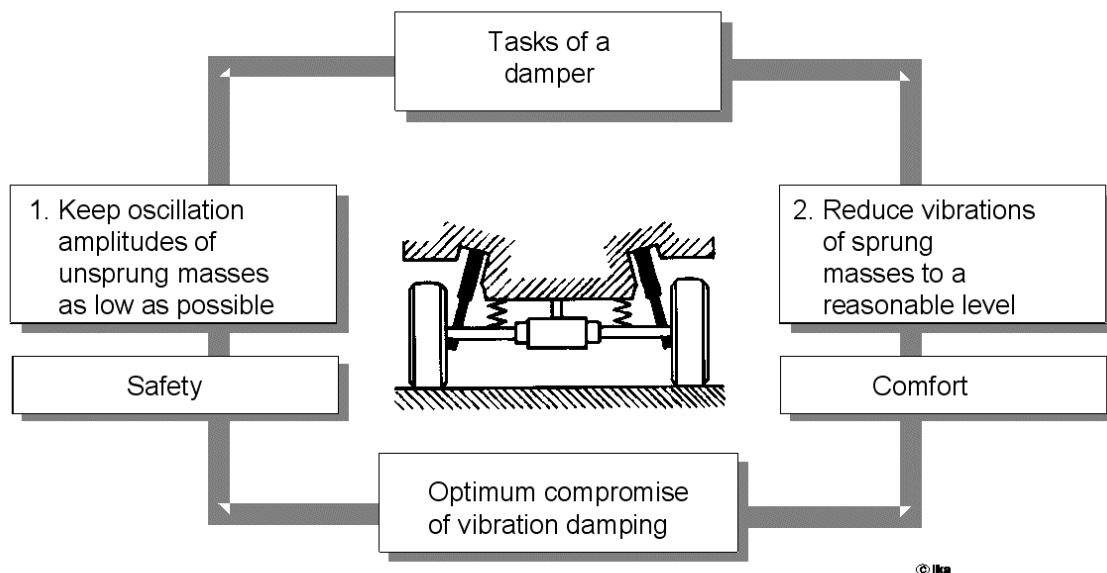 Tasks of a
damper
1. Keep oscillation
amplitudes of
unsprung masses
as low as possible
2. Reduce vibrations
of sprung
masses to a
reasonable level
Safety
Comfort
Optimum compromise
of vibration damping
© ika